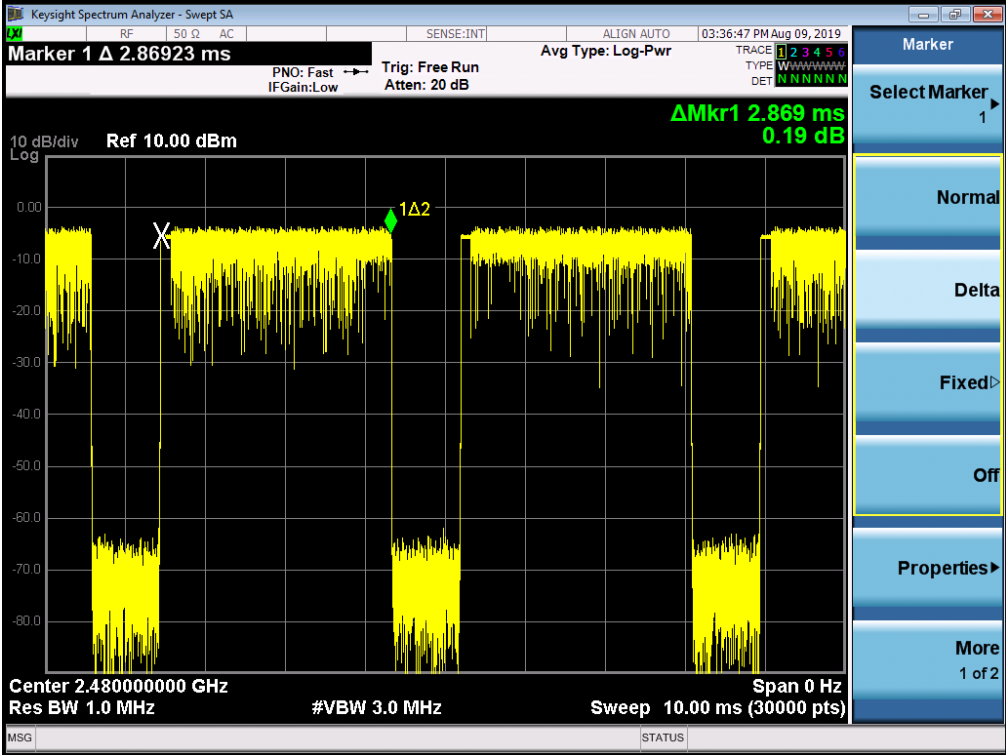 Keysight Spectrum Analyzer - Swept SA
LXI RF 50 Ω AC SENSE:INT ALIGN AUTO 03:36:47 PM Aug 09, 2019
Marker 1 Δ 2.86923 ms
PNO: Fast
IFGain:Low
Trig: Free Run
Atten: 20 dB
Avg Type: Log-Pwr
TRACE 1 2 3 4 5 6
TYPE W W W W W W
DET N N N N N N
ΔMkr1 2.869 ms
0.19 dB
10 dB/div Ref 10.00 dBm
Log
1Δ2
0.00
-10.0
-20.0
-30.0
-40.0
-50.0
-60.0
-70.0
-80.0
Center 2.480000000 GHz Span 0 Hz
Res BW 1.0 MHz #VBW 3.0 MHz Sweep 10.00 ms (30000 pts)
MSG STATUS
Marker
Select Marker
1
Normal
Delta
Fixed
Off
Properties
More
1 of 2